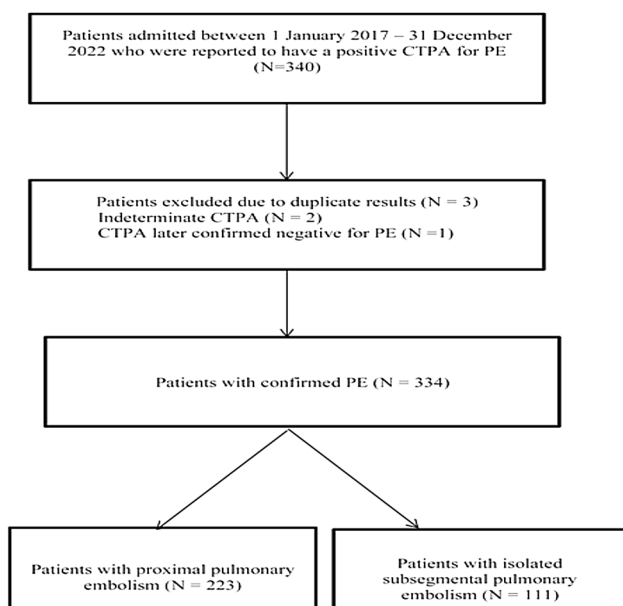 Patients admitted between 1 January 2017 – 31 December
2022 who were reported to have a positive CTPA for PE
(N=340)
Patients excluded due to duplicate results (N = 3)
Indeterminate CTPA (N = 2)
CTPA later confirmed negative for PE (N =1)
Patients with confirmed PE (N = 334)
Patients with proximal pulmonary
embolism (N = 223)
Patients with isolated
subsegmental pulmonary
embolism (N = 111)